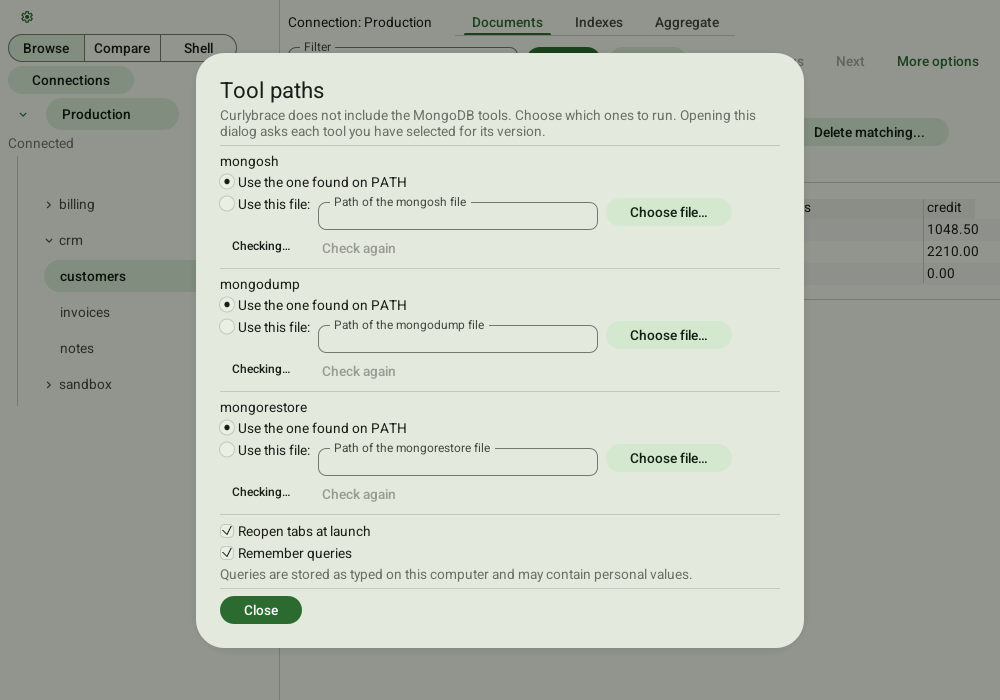 Connection: Production
Documents
Indexes
Aggregate
Browse
Compare
Shell
Filter
Connections
Next
More options
Production
Connected
Delete matching...
billing
crm
customers
invoices
notes
sandbox
credit
1048.50
2210.00
0.00
Tool paths
Curlybrace does not include the MongoDB tools. Choose which ones to run. Opening this
dialog asks each tool you have selected for its version.
mongosh
Use the one found on PATH
Use this file:
Path of the mongosh file
Choose file...
Checking...
Check again
mongodump
Use the one found on PATH
Use this file:
Path of the mongodump file
Choose file...
Checking...
Check again
mongorestore
Use the one found on PATH
Use this file:
Path of the mongorestore file
Choose file...
Checking...
Check again
Reopen tabs at launch
Remember queries
Queries are stored as typed on this computer and may contain personal values.
Close